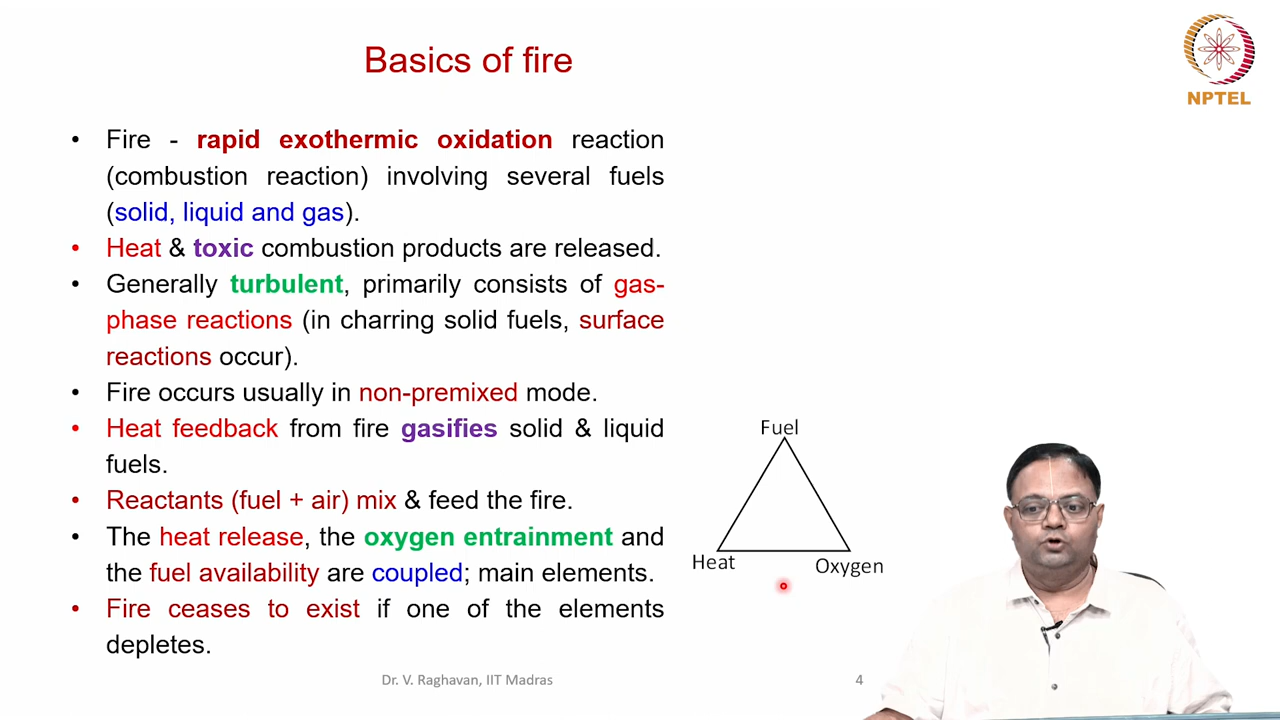 Basics of fire
NPTEL
• Fire - rapid exothermic oxidation reaction
(combustion reaction) involving several fuels
(solid, liquid and gas).
• Heat & toxic combustion products are released.
• Generally turbulent, primarily consists of gas-
phase reactions (in charring solid fuels, surface
reactions occur).
• Fire occurs usually in non-premixed mode.
• Heat feedback from fire gasifies solid & liquid
fuels.
• Reactants (fuel + air) mix & feed the fire.
• The heat release, the oxygen entrainment and
the fuel availability are coupled; main elements.
• Fire ceases to exist if one of the elements
depletes.
Fuel
Heat
Oxygen
Dr. V. Raghavan, IIT Madras
4